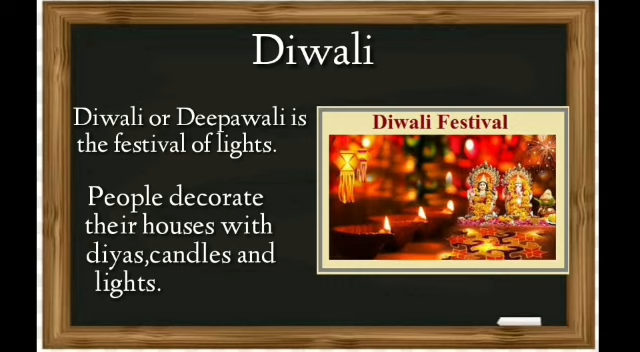 Diwali
Diwali or Deepawali is
the festival of lights.
People decorate
their houses with
diyas,candles and
lights.
Diwali Festival